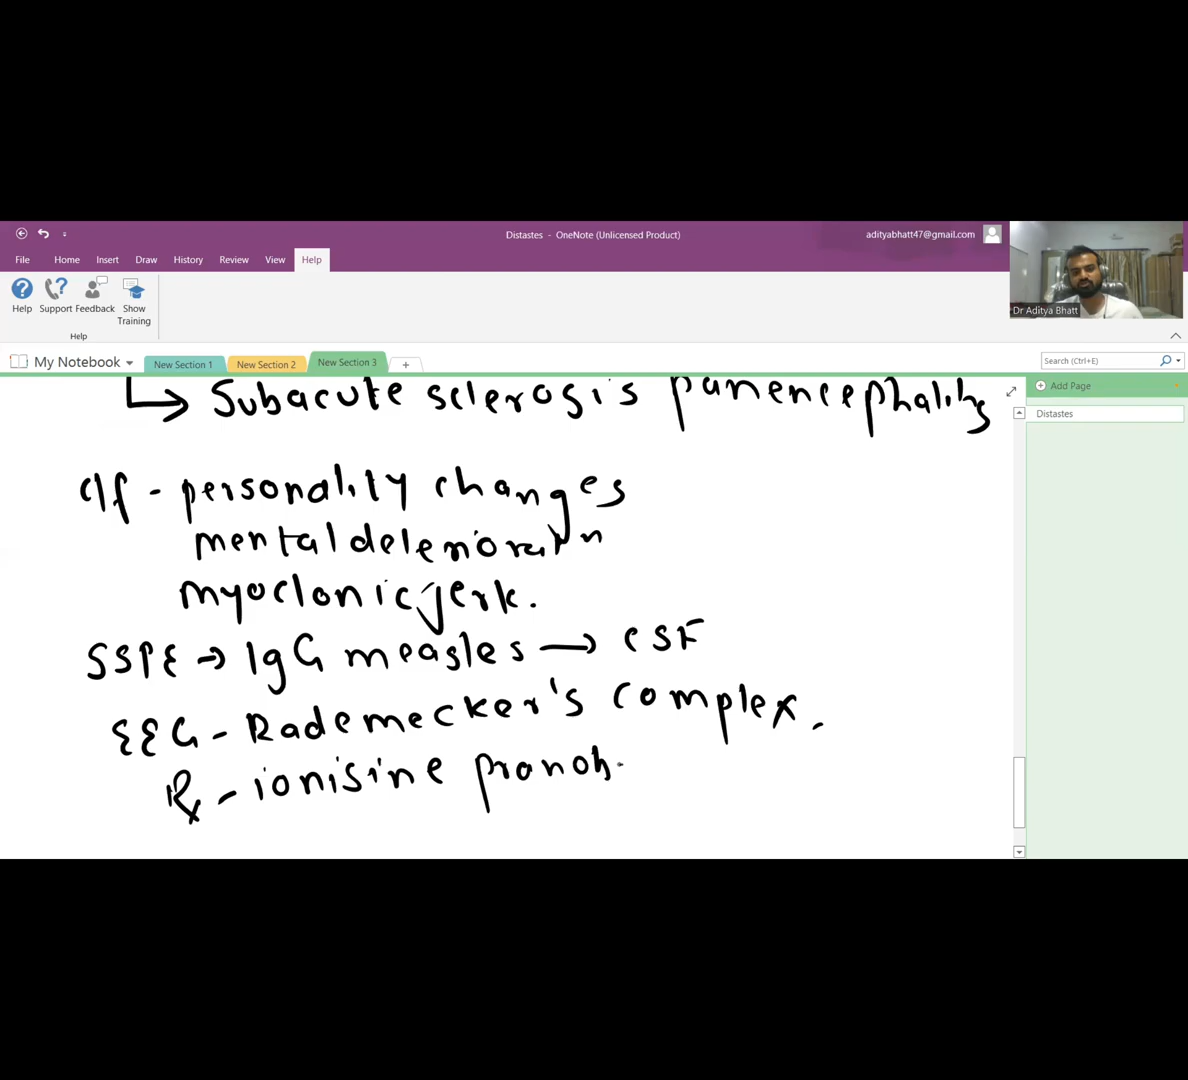 Distastes - OneNote (Unlicensed Product)
adityabhatt47@gmail.com
File Home Insert Draw History Review View Help
Help Support Feedback Show Training
Help
Dr Aditya Bhatt
My Notebook New Section 1 New Section 2 New Section 3 +
Search (Ctrl+E)
Add Page
Distastes
↳ Subacute sclerosis panencephalitis
c/f - personality changes
mental deterioratn
myoclonic jerk.
SSPE → IgG measles → CSF
EEG - Rademecker's complex.
Rx - ionisine pranob